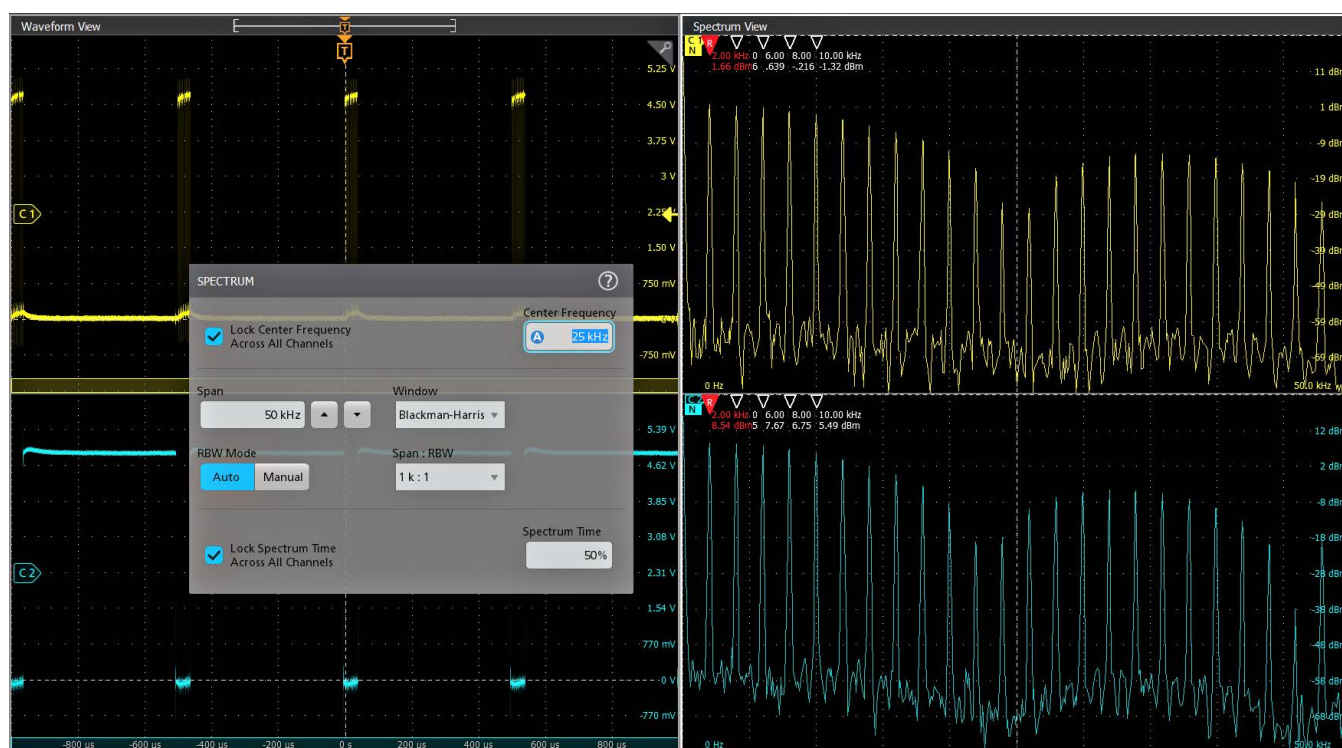 Waveform View
T
T
5.25 V
4.50 V
3.75 V
3 V
C 1
2.25 V
1.50 V
750 mV
-750 mV
SPECTRUM
?
Lock Center Frequency
Across All Channels
Center Frequency
A 25 kHz
Span
50 kHz
Window
Blackman-Harris
RBW Mode
Auto Manual
Span : RBW
1 k : 1
Lock Spectrum Time
Across All Channels
Spectrum Time
50%
5.39 V
4.62 V
3.85 V
3.08 V
C 2
2.31 V
1.54 V
770 mV
0 V
-770 mV
-800 us -600 us -400 us -200 us 0 s 200 us 400 us 600 us 800 us
Spectrum View
C 1
N
R
2.00 kHz 0 6.00 8.00 10.00 kHz
1.66 dBm 6 .639 -.216 -1.32 dBm
11 dBm
1 dBm
-9 dBm
-19 dBm
-29 dBm
-39 dBm
-49 dBm
-59 dBm
-69 dBm
0 Hz 50.0 kHz
C 2
N
R
2.00 kHz 0 6.00 8.00 10.00 kHz
8.54 dBm 5 7.67 6.75 5.49 dBm
12 dBm
2 dBm
-8 dBm
-18 dBm
-28 dBm
-38 dBm
-48 dBm
-58 dBm
-68 dBm
0 Hz 50.0 kHz